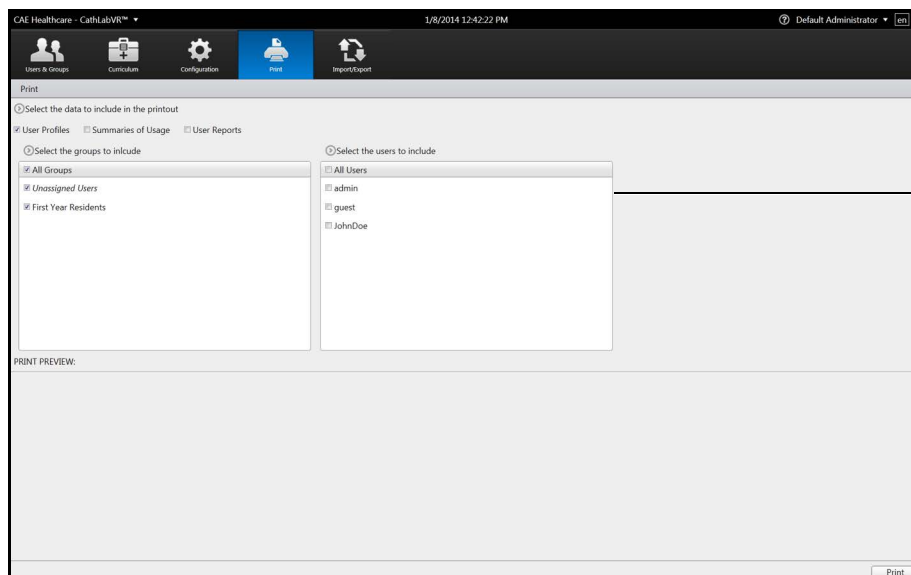 CAE Healthcare - CathLabVR™ 1/8/2014 12:42:22 PM Default Administrator en
Users & Groups Curriculum Configuration Print Import/Export
Print
Select the data to include in the printout
User Profiles Summaries of Usage User Reports
Select the groups to inlcude Select the users to include
All Groups All Users
Unassigned Users admin
First Year Residents guest
JohnDoe
PRINT PREVIEW:
Print